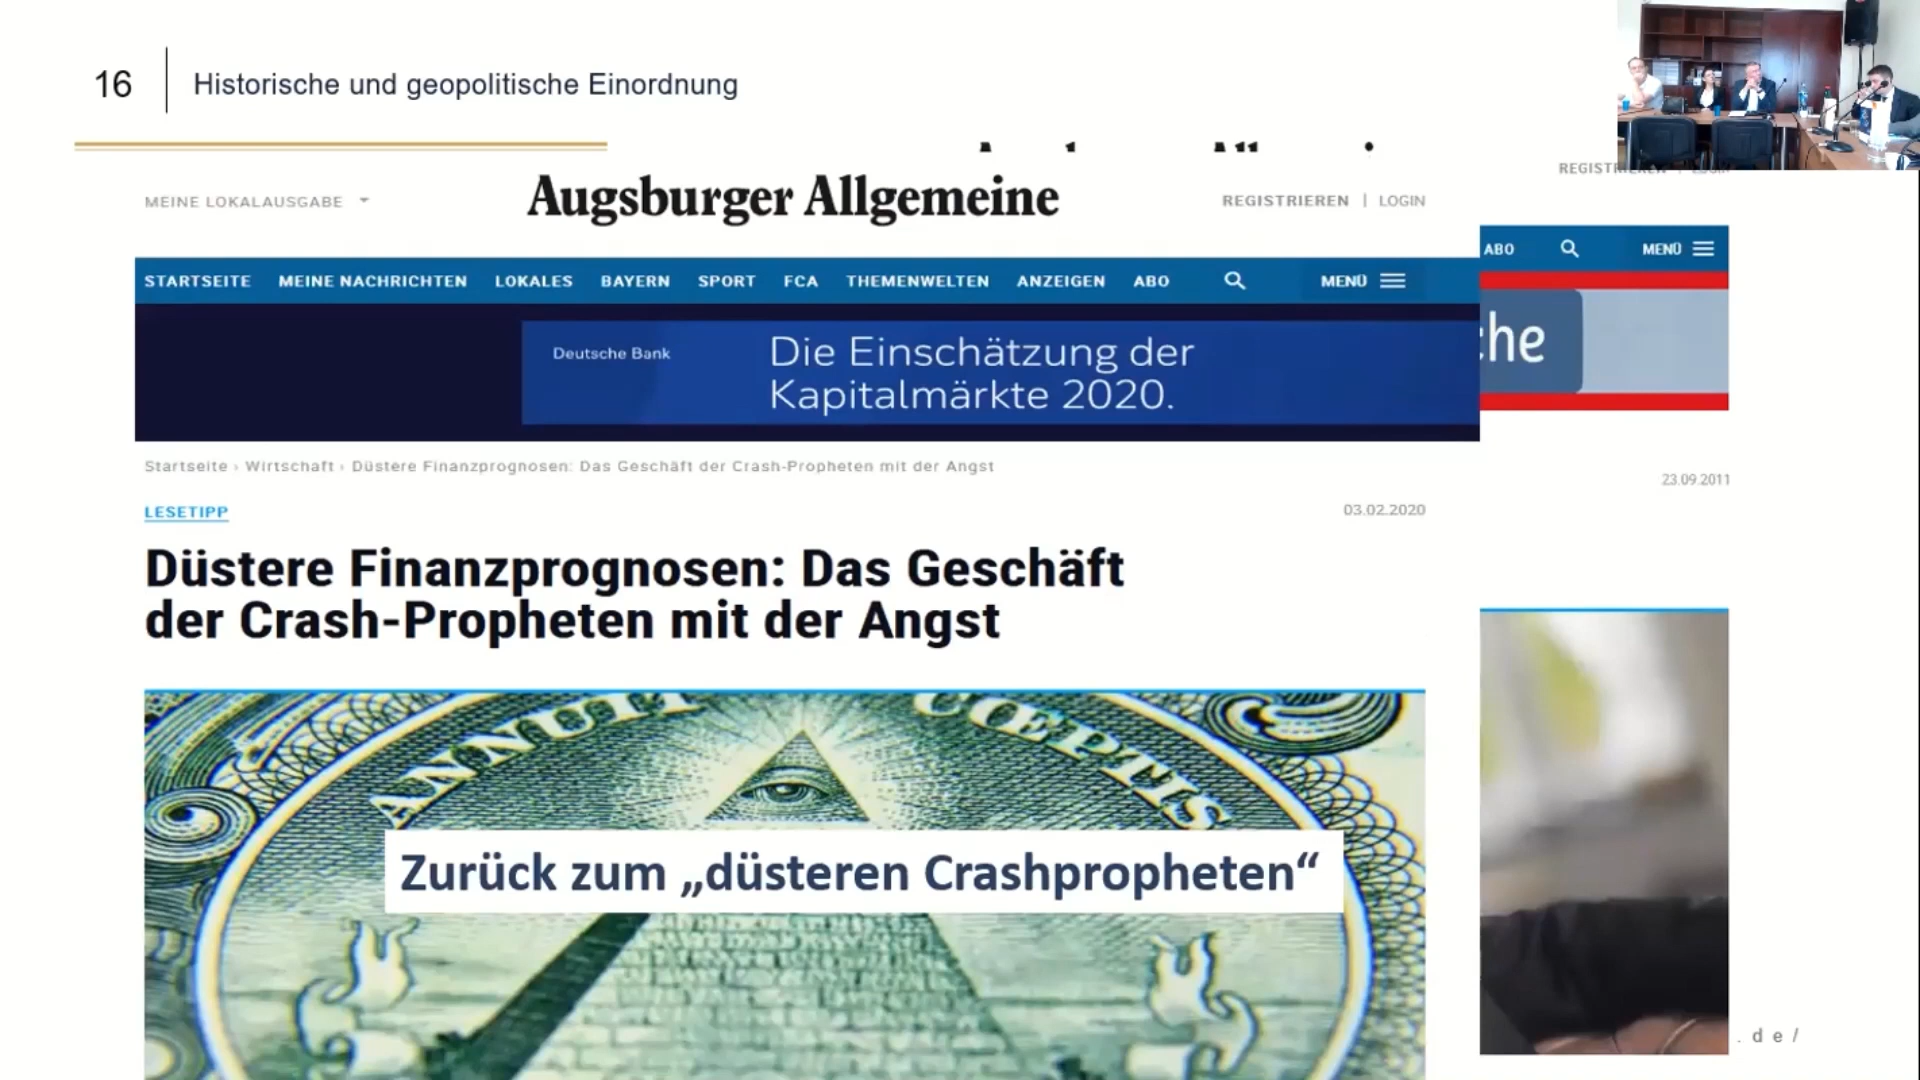 16
Historische und geopolitische Einordnung
MEINE LOKALAUSGABE
Augsburger Allgemeine
REGISTRIEREN | LOGIN
STARTSEITE MEINE NACHRICHTEN LOKALES BAYERN SPORT FCA THEMENWELTEN ANZEIGEN ABO MENÜ
ABO MENÜ
Deutsche Bank
Die Einschätzung der
Kapitalmärkte 2020.
che
Startseite › Wirtschaft › Düstere Finanzprognosen: Das Geschäft der Crash-Propheten mit der Angst
23.09.2011
LESETIPP
03.02.2020
Düstere Finanzprognosen: Das Geschäft
der Crash-Propheten mit der Angst
ANNUIT CŒPTIS
Zurück zum „düsteren Crashpropheten“
.de/